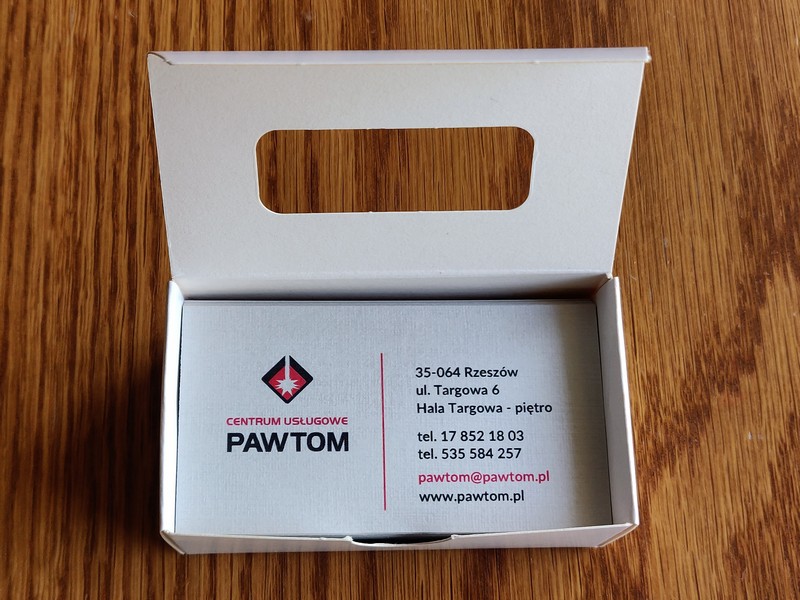 CENTRUM USŁUGOWE
PAWTOM
35-064 Rzeszów
ul. Targowa 6
Hala Targowa - piętro
tel. 17 852 18 03
tel. 535 584 257
pawtom@pawtom.pl
www.pawtom.pl